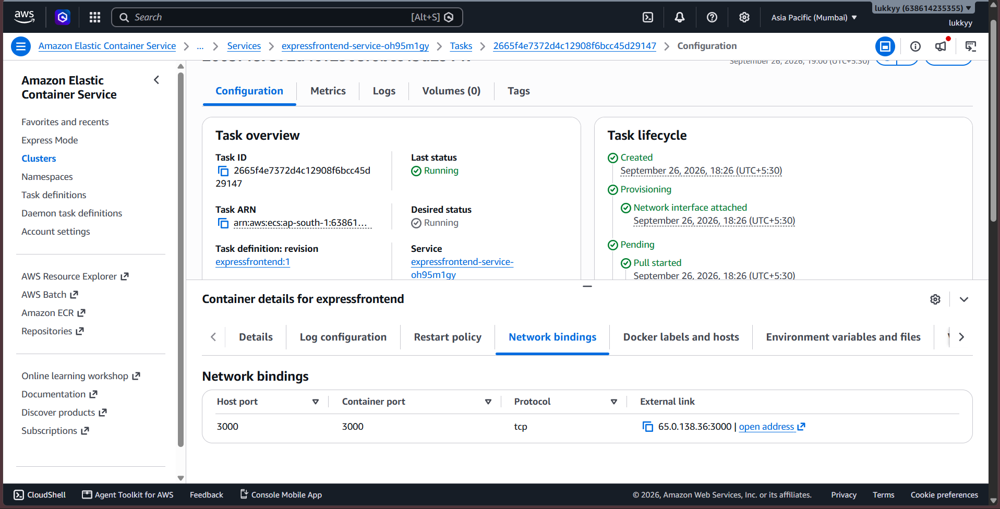 aws
Search
[Alt+S]
Asia Pacific (Mumbai)
lukkyy (638614235355)
lukkyy
Amazon Elastic Container Service
...
Services
expressfrontend-service-oh95m1gy
Tasks
2665f4e7372d4c12908f6bcc45d29147
Configuration
Amazon Elastic
Container Service
Favorites and recents
Express Mode
Clusters
Namespaces
Task definitions
Daemon task definitions
Account settings
AWS Resource Explorer
AWS Batch
Amazon ECR
Repositories
Online learning workshop
Documentation
Discover products
Subscriptions
September 26, 2026, 19:00 (UTC+5:30)
Configuration
Metrics
Logs
Volumes (0)
Tags
Task overview
Task ID
2665f4e7372d4c12908f6bcc45d
29147
Last status
Running
Task ARN
arn:aws:ecs:ap-south-1:63861...
Desired status
Running
Task definition: revision
expressfrontend:1
Service
expressfrontend-service-
oh95m1gy
Task lifecycle
Created
September 26, 2026, 18:26 (UTC+5:30)
Provisioning
Network interface attached
September 26, 2026, 18:26 (UTC+5:30)
Pending
Pull started
September 26, 2026, 18:26 (UTC+5:30)
Container details for expressfrontend
Details
Log configuration
Restart policy
Network bindings
Docker labels and hosts
Environment variables and files
Network bindings
Host port
Container port
Protocol
External link
3000
3000
tcp
65.0.138.36:3000 | open address
CloudShell
Agent Toolkit for AWS
Feedback
Console Mobile App
© 2026, Amazon Web Services, Inc. or its affiliates.
Privacy
Terms
Cookie preferences